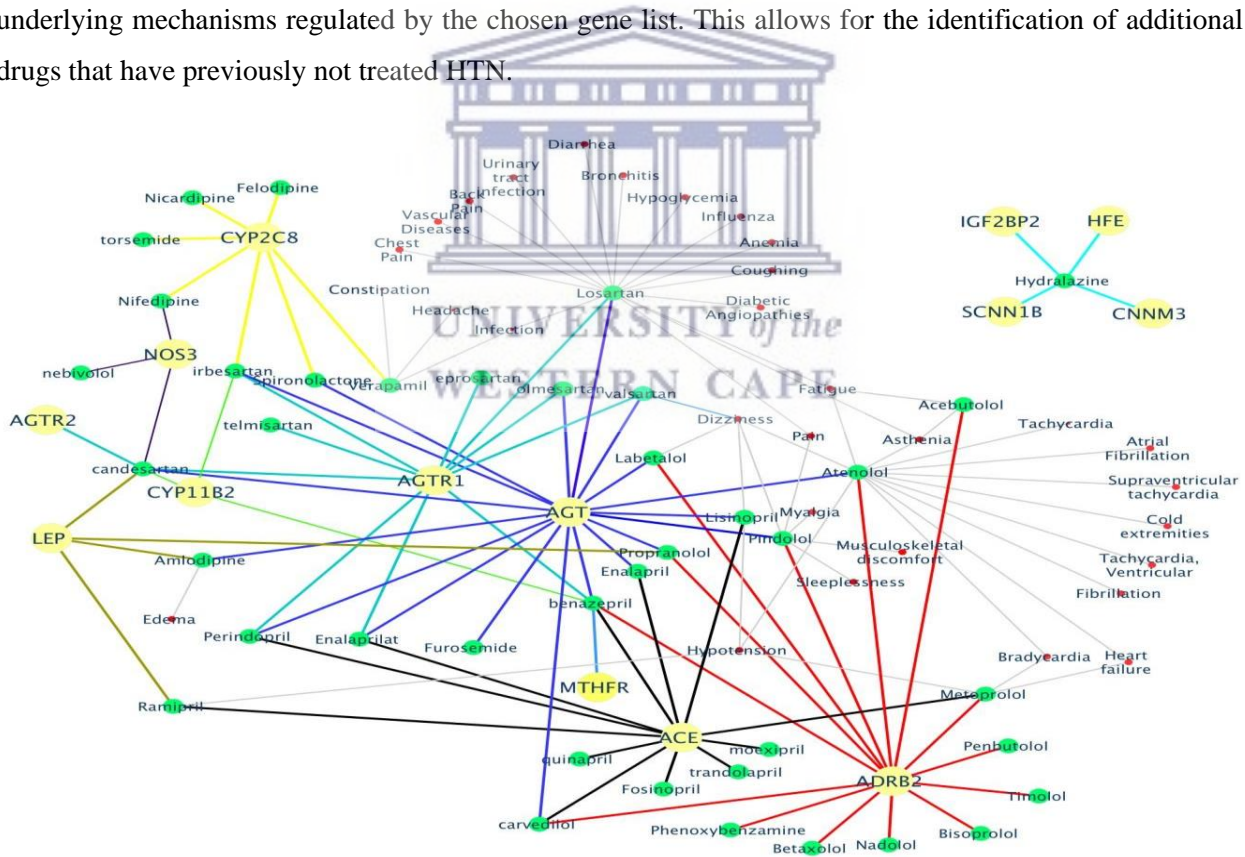 underlying mechanisms regulated by the chosen gene list. This allows for the identification of additional
drugs that have previously not treated HTN.
Diarrhea
Urinary
tract
infection
Bronchitis
Back
Pain
Hypoglycemia
Vascular
Diseases
Influenza
Chest
Pain
Anemia
Coughing
Constipation
Losartan
Headache
Diabetic
Angiopathies
Infection
UNIVERSITY of the
WESTERN CAPE
Nicardipine
Felodipine
torsemide
CYP2C8
Nifedipine
NOS3
nebivolol
irbesartan
Spironolactone
Verapamil
eprosartan
olmesartan
valsartan
AGTR2
telmisartan
candesartan
CYP11B2
AGTR1
AGT
LEP
Amlodipine
Edema
Perindopril
Enalaprilat
Furosemide
Ramipril
IGF2BP2
HFE
Hydralazine
SCNN1B
CNNM3
Fatigue
Acebutolol
Dizziness
Pain
Asthenia
Tachycardia
Labetalol
Atenolol
Atrial
Fibrillation
Supraventricular
tachycardia
Lisinopril
Myalgia
Cold
extremities
Pindolol
Musculoskeletal
discomfort
Propranolol
Enalapril
Sleeplessness
Tachycardia,
Ventricular
Fibrillation
benazepril
Hypotension
Bradycardia
Heart
failure
MTHFR
Metoprolol
ACE
moexipril
quinapril
trandolapril
Fosinopril
Penbutolol
ADRB2
Timolol
carvedilol
Phenoxybenzamine
Betaxolol
Nadolol
Bisoprolol